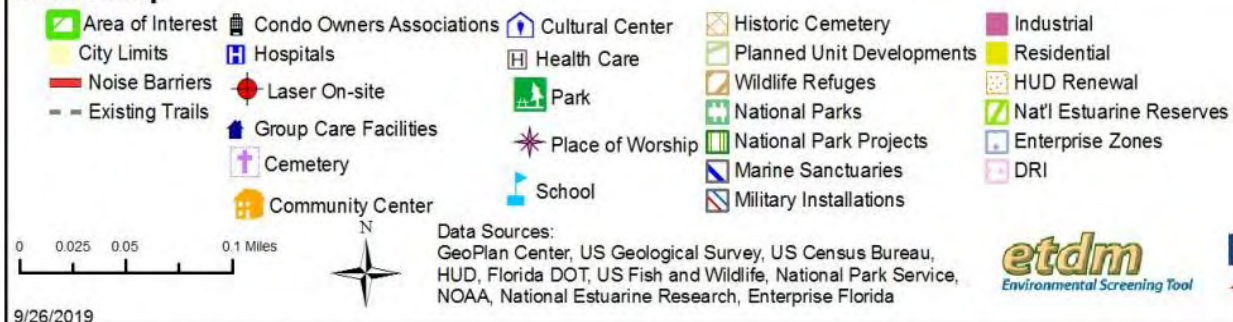 Area of Interest
City Limits
Noise Barriers
Existing Trails
Condo Owners Associations
H Hospitals
Laser On-site
Group Care Facilities
Cemetery
Community Center
Cultural Center
H Health Care
Park
Place of Worship
School
Historic Cemetery
Planned Unit Developments
Wildlife Refuges
National Parks
National Park Projects
Marine Sanctuaries
Military Installations
Industrial
Residential
HUD Renewal
Nat'l Estuarine Reserves
Enterprise Zones
DRI
0 0.025 0.05 0.1 Miles
N
Data Sources:
GeoPlan Center, US Geological Survey, US Census Bureau,
HUD, Florida DOT, US Fish and Wildlife, National Park Service,
NOAA, National Estuarine Research, Enterprise Florida
etdm
Environmental Screening Tool
9/26/2019